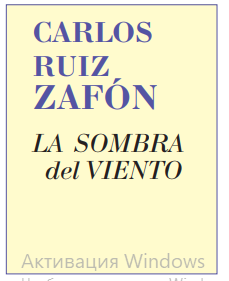 CARLOS
RUIZ
ZAFÓN
LA SOMBRA
del VIENTO
Активация Windows